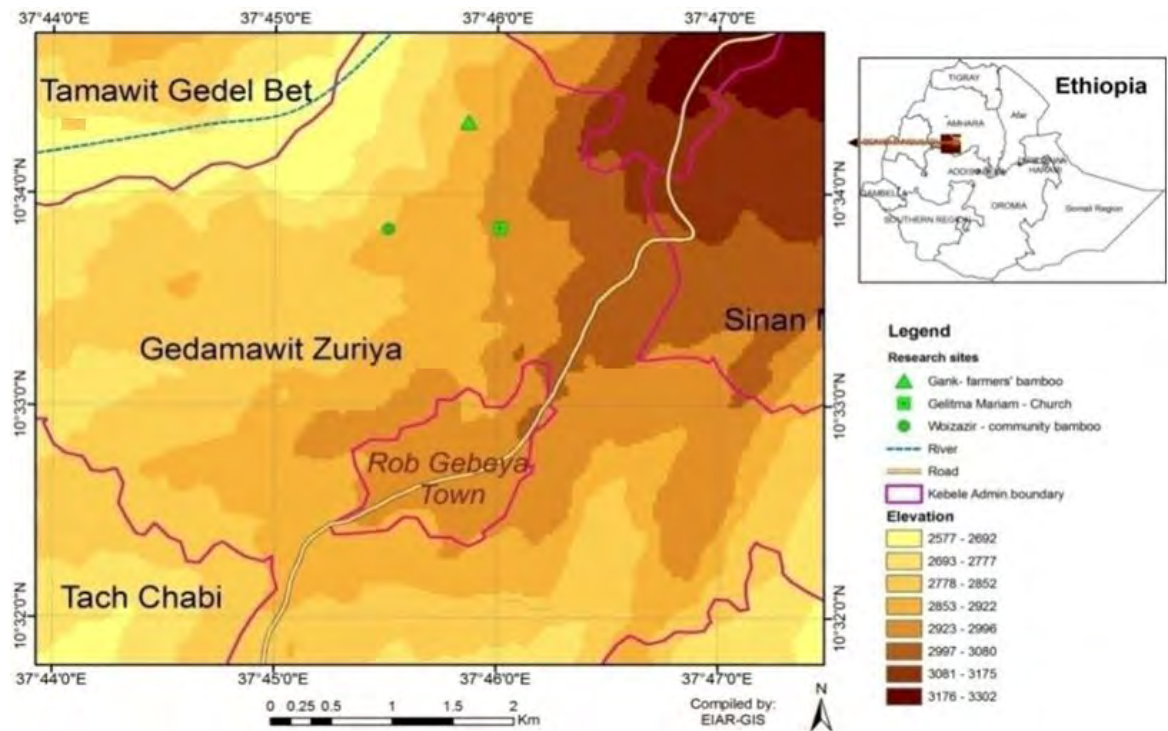 37°44'0"E 37°45'0"E 37°46'0"E 37°47'0"E
Tamawit Gedel Bet
10°34'0"N
10°34'0"N
Gedamawit Zuriya
Sinan
10°33'0"N
10°33'0"N
Rob Gebeya
Town
Tach Chabi
10°32'0"N
10°32'0"N
37°44'0"E 37°45'0"E 37°46'0"E 37°47'0"E
0 0.25 0.5 1 1.5 2
Km
Compiled by:
EIAR-GIS
N
Ethiopia
TIGRAY
AMHARA
Afar
HARARI
GAMBELLA
SOUTHERN REGION
OROMIA
Somali Region
Legend
Research sites
Gank- farmers' bamboo
Gelitma Mariam - Church
Woizazir - community bamboo
River
Road
Kebele Admin.boundary
Elevation
2577 - 2692
2693 - 2777
2778 - 2852
2853 - 2922
2923 - 2996
2997 - 3080
3081 - 3175
3176 - 3302